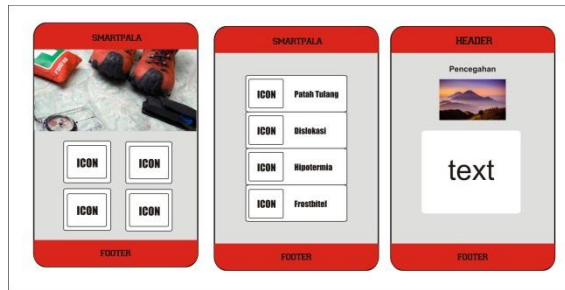 SMARTPALA
ICON ICON
ICON ICON
FOOTER
SMARTPALA
ICON Patah Tulang
ICON Dislokasi
ICON Hipotermia
ICON Frostbitef
FOOTER
HEADER
Pencegahan
text
FOOTER